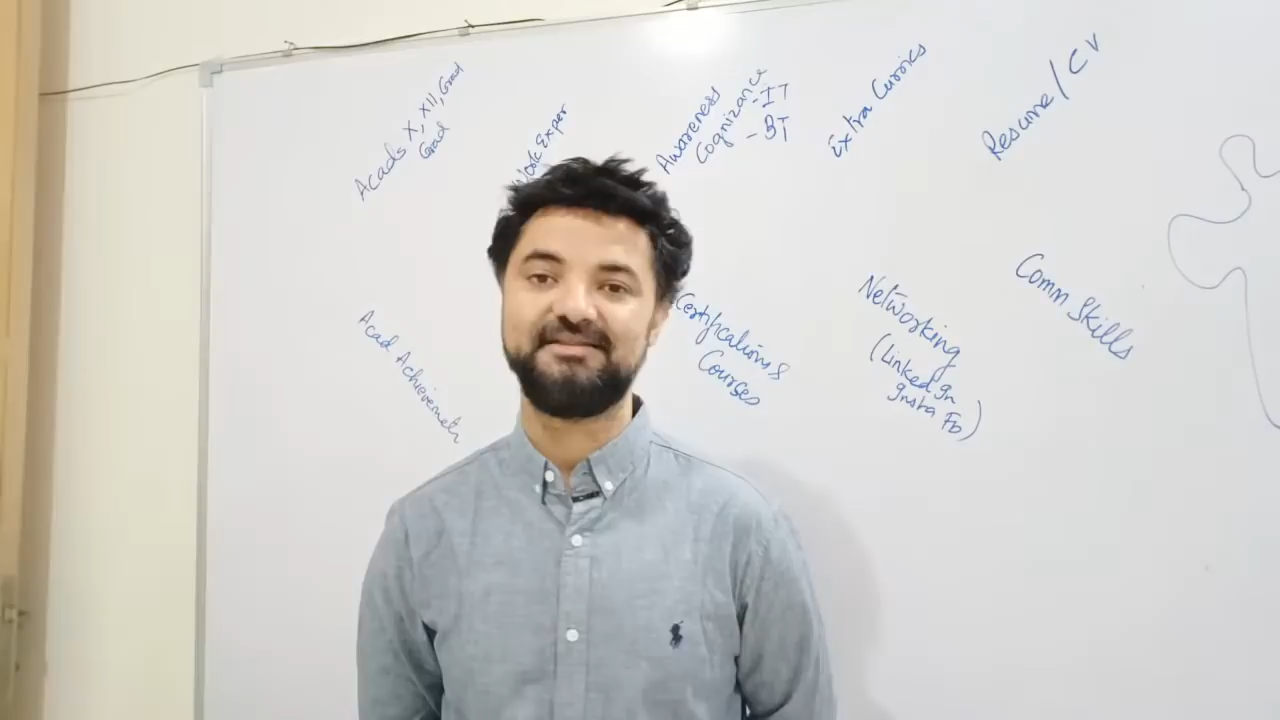 Acads X, XII, Grad
Grad
Work Exper
Awareness
Cognizance
- IT
- BT
Extra Currics
Resume / CV
Acad Achievemets
Certifications &
Courses
Networking
(LinkedIn
Insta Fb)
Comm Skills